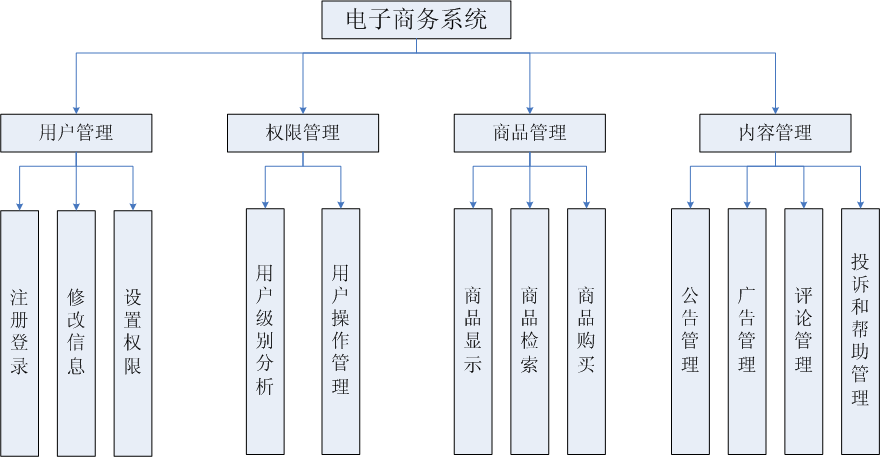 电子商务系统
用户管理
权限管理
商品管理
内容管理
注册登录
修改信息
设置权限
用户级别分析
用户操作管理
商品显示
商品检索
商品购买
公告管理
广告管理
评论管理
投诉和帮助管理